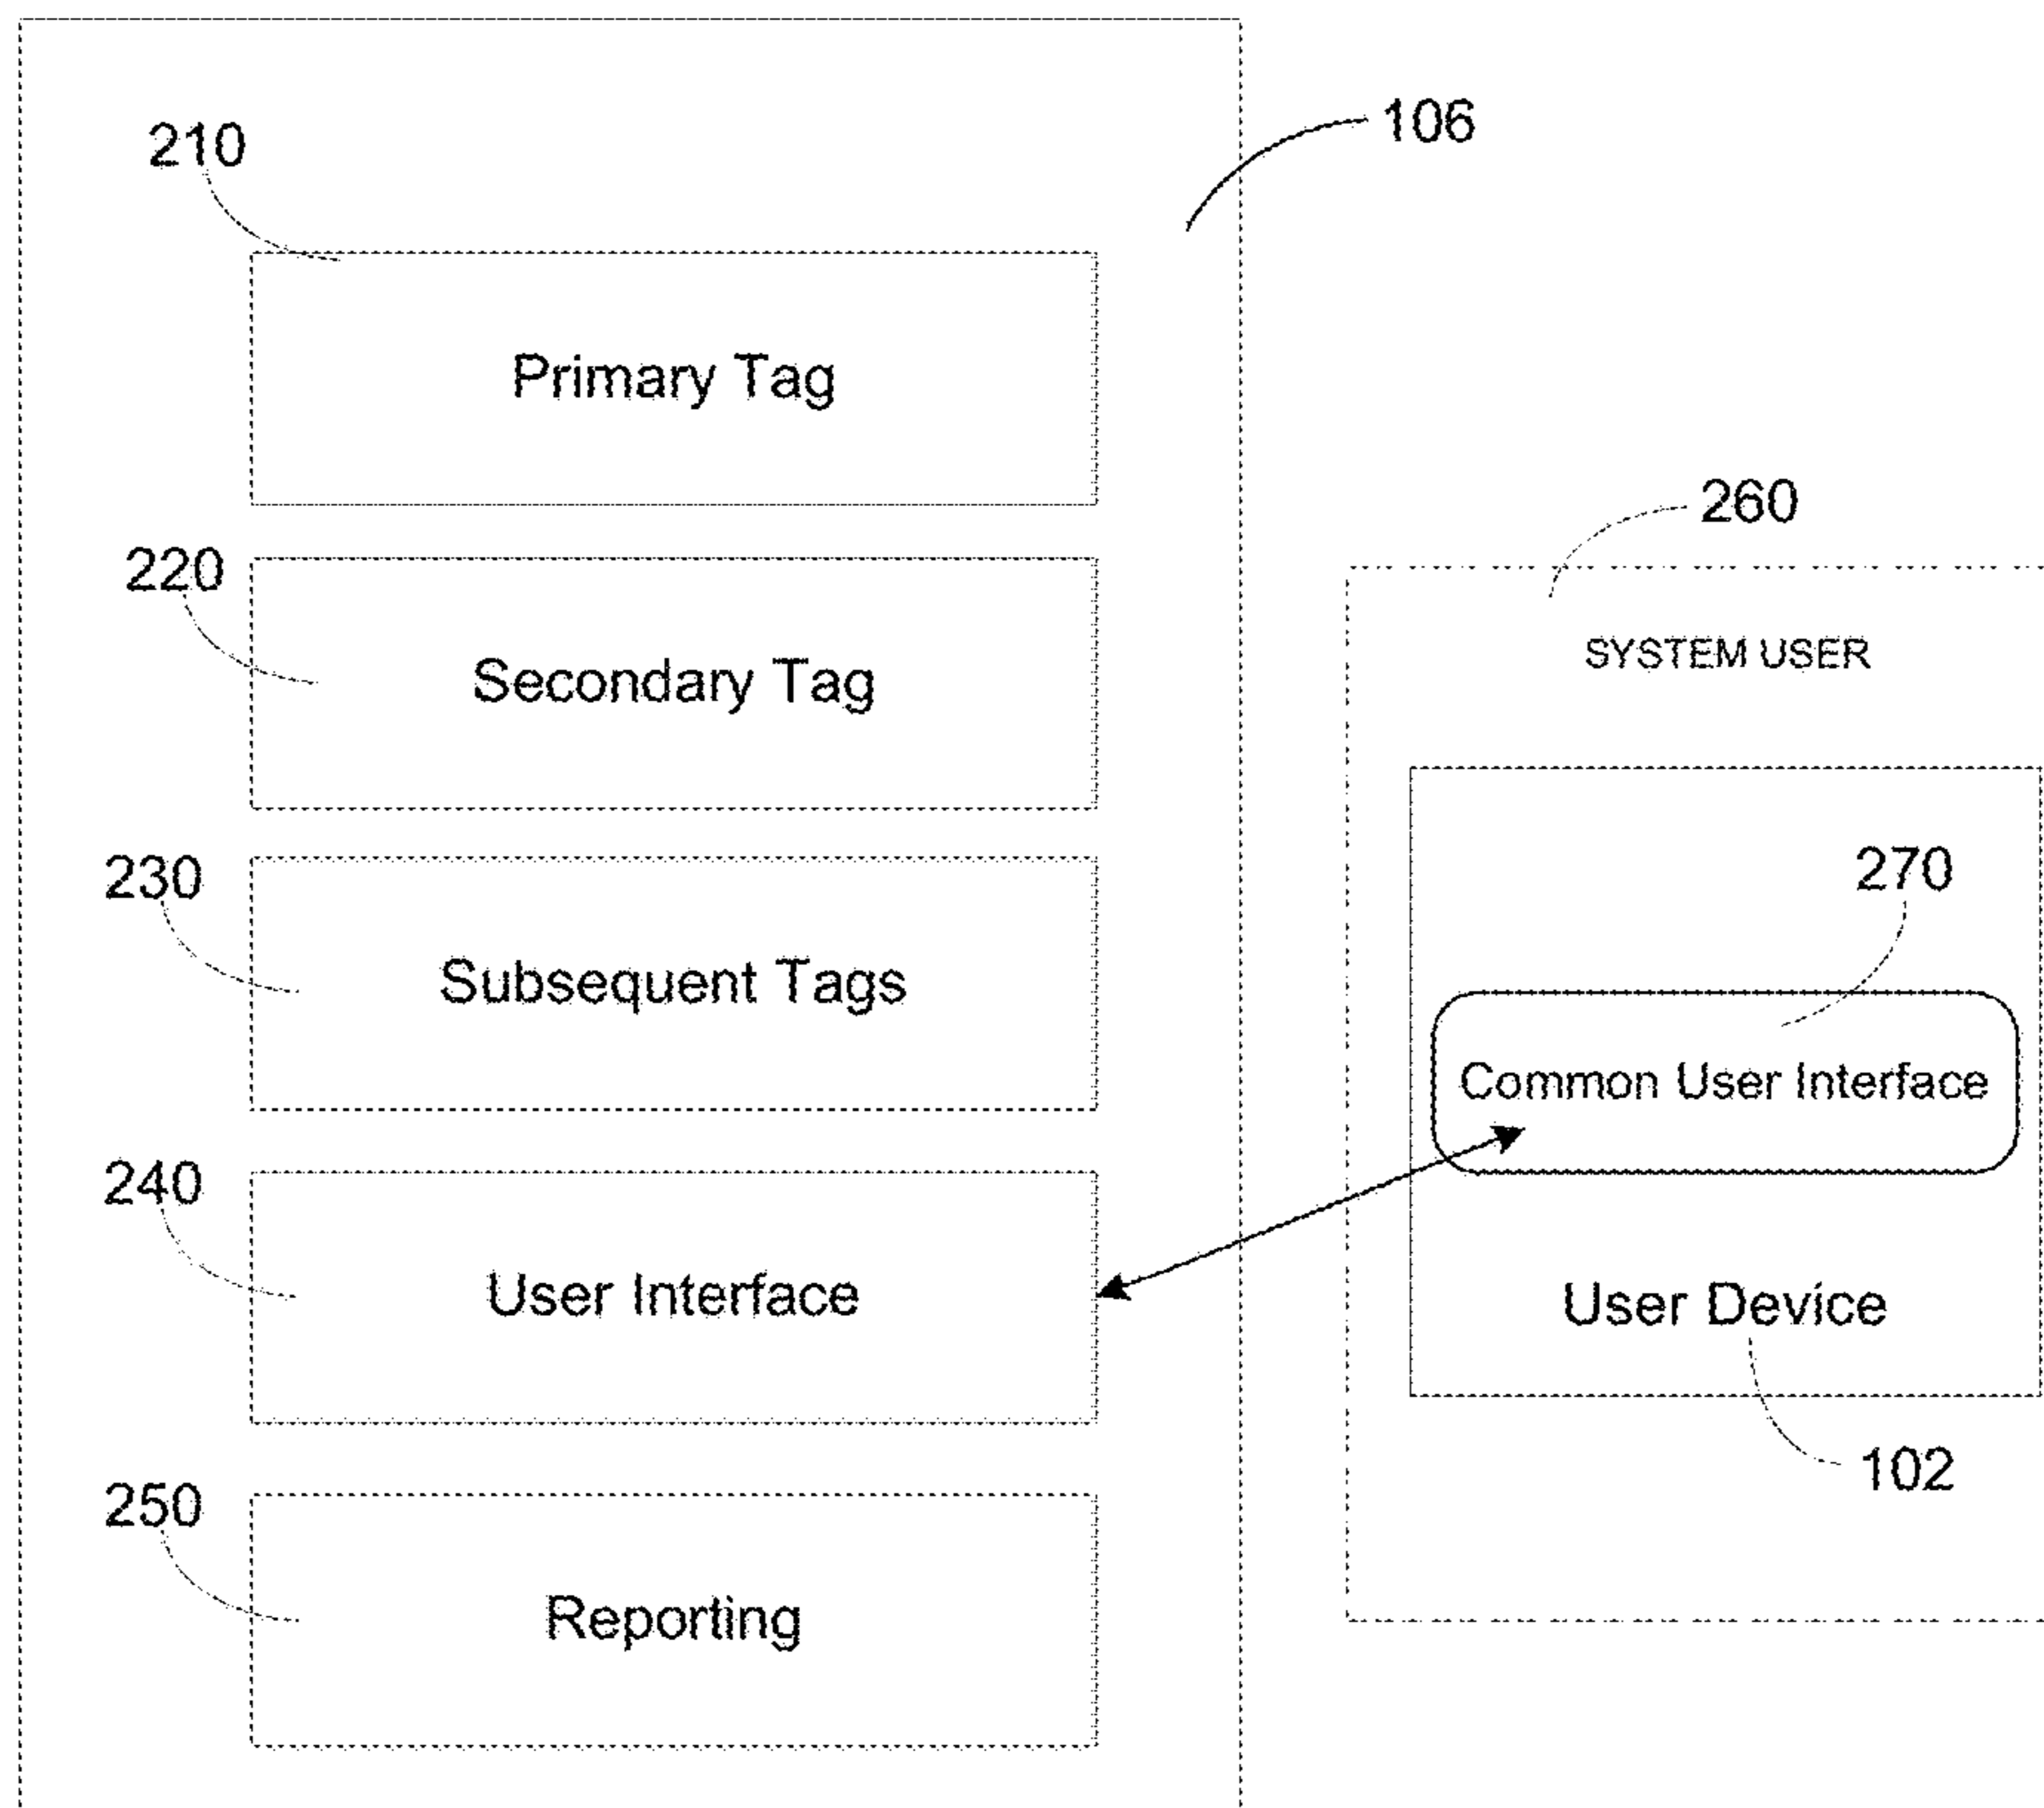 106
210
Primary Tag
260
220
SYSTEM USER
Secondary Tag
230
270
Subsequent Tags
Common User Interface
240
User Interface
User Device
102
250
Reporting